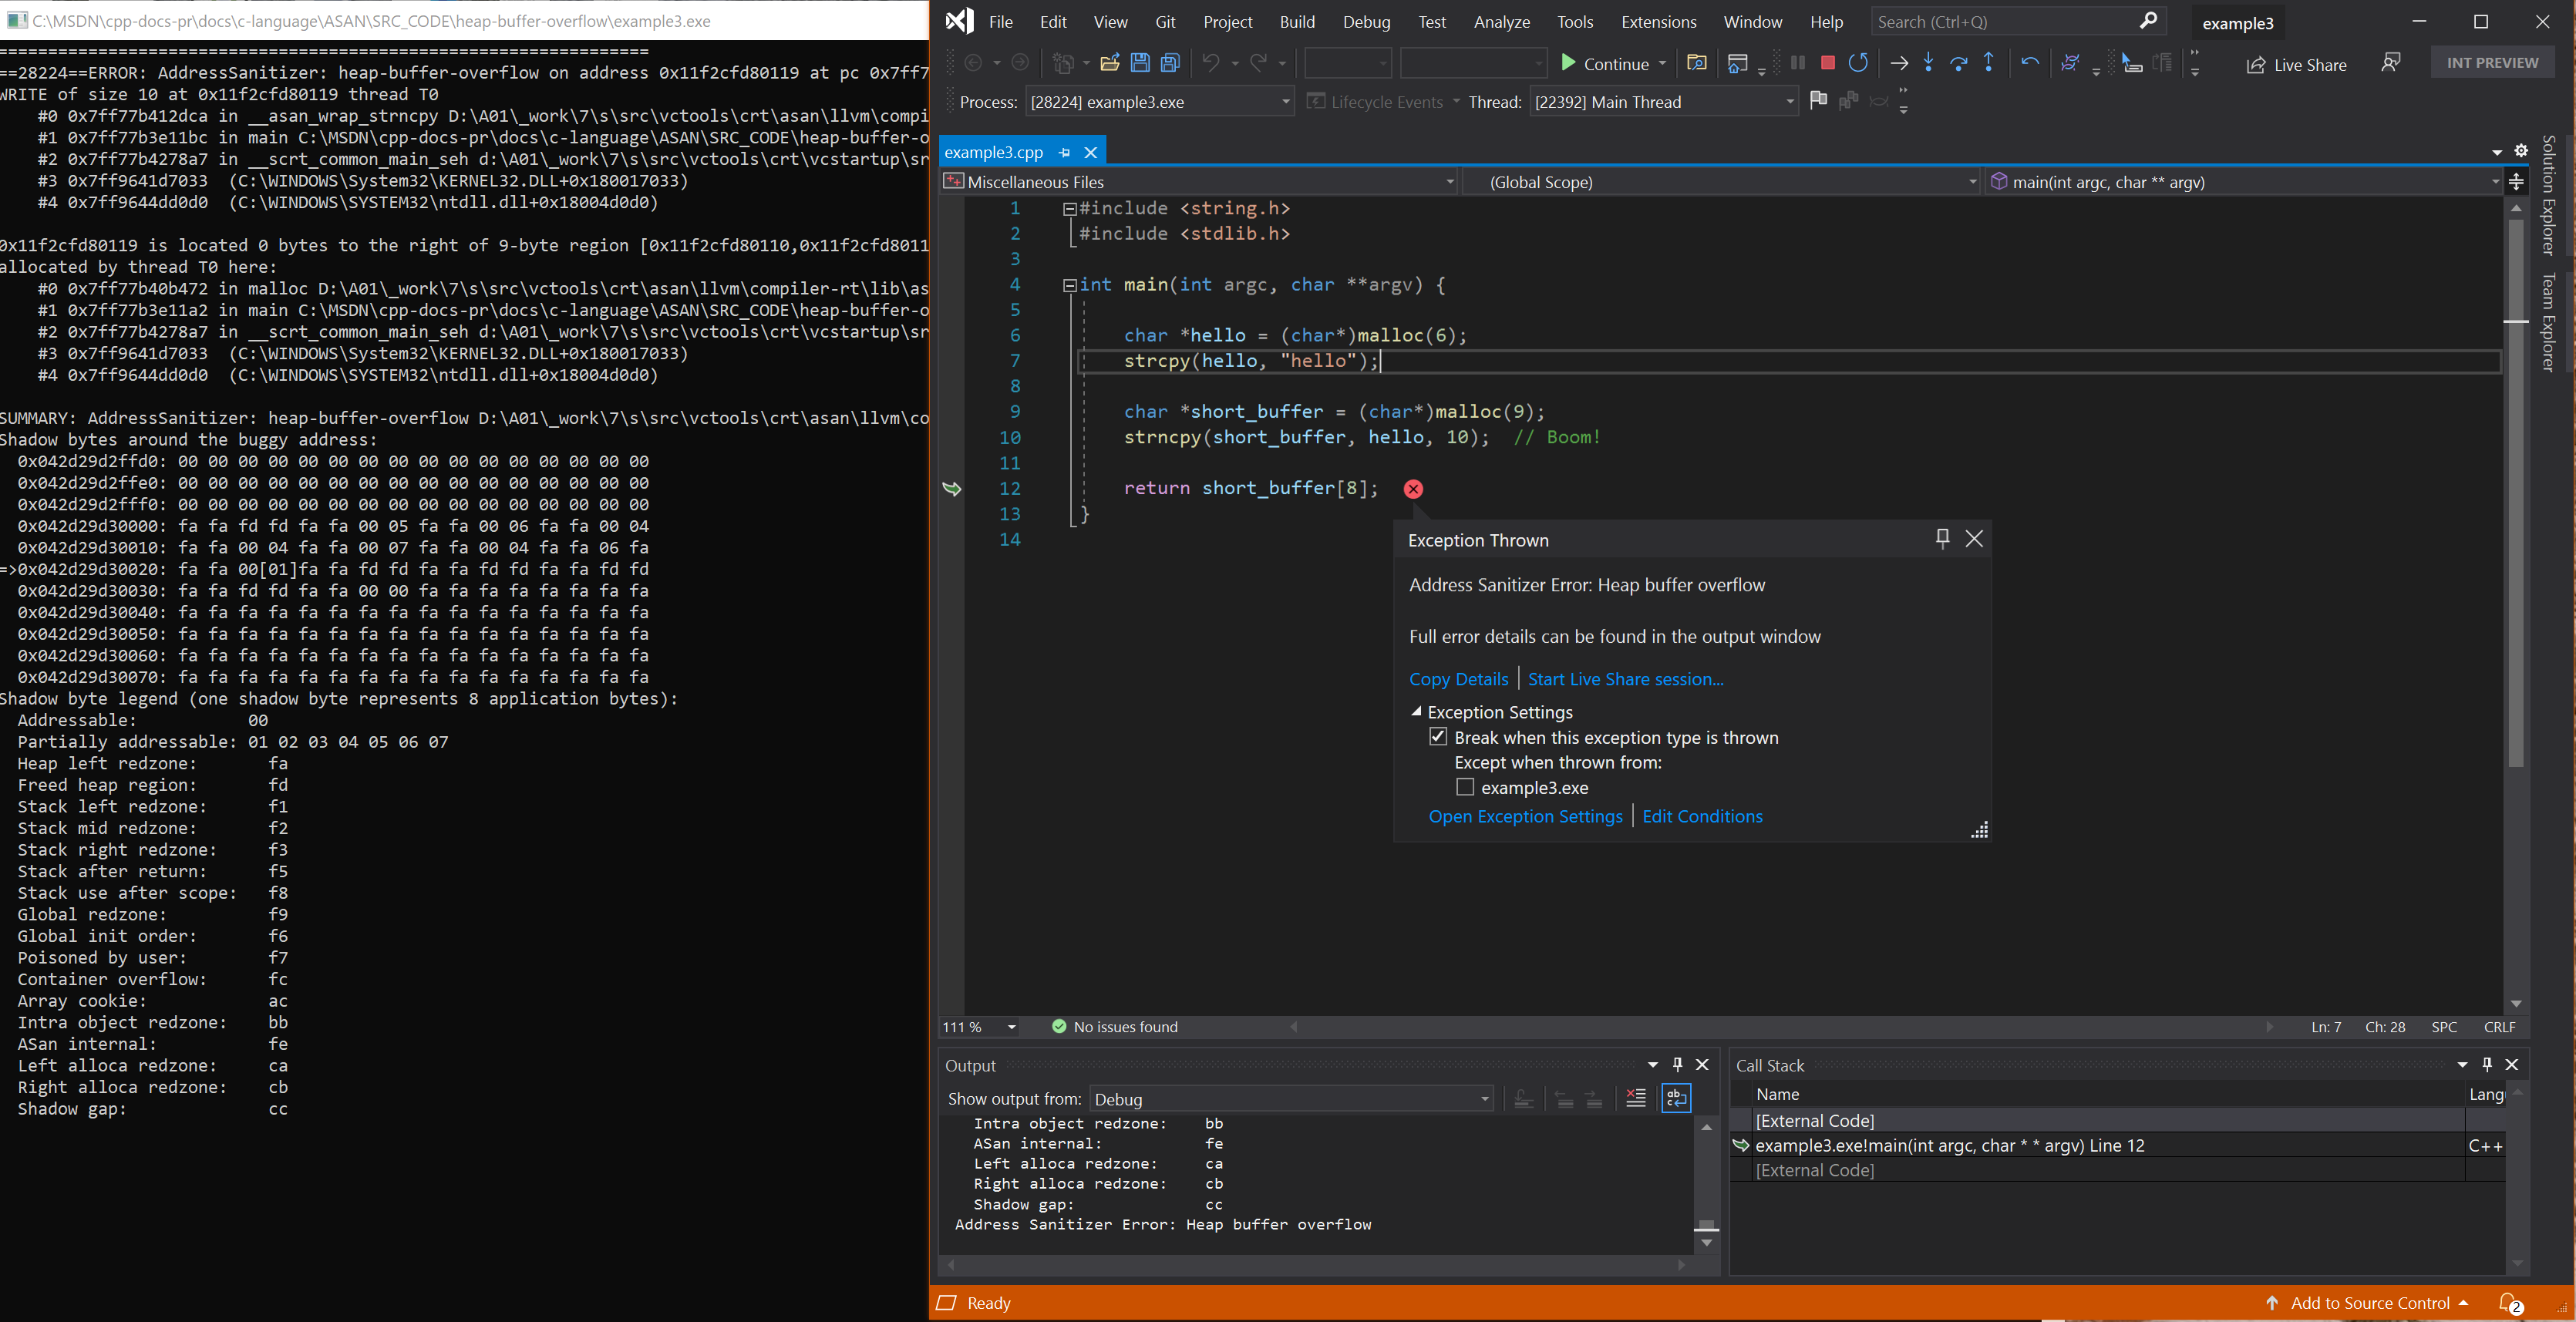 C:\MSDN\cpp-docs-pr\docs\c-language\ASAN\SRC_CODE\heap-buffer-overflow\example3.exe
=================================================================
==28224==ERROR: AddressSanitizer: heap-buffer-overflow on address 0x11f2cfd80119 at pc 0x7ff7
WRITE of size 10 at 0x11f2cfd80119 thread T0
#0 0x7ff77b412dca in __asan_wrap_strncpy D:\A01\_work\7\s\src\vctools\crt\asan\llvm\compi
#1 0x7ff77b3e11bc in main C:\MSDN\cpp-docs-pr\docs\c-language\ASAN\SRC_CODE\heap-buffer-o
#2 0x7ff77b4278a7 in __scrt_common_main_seh d:\A01\_work\7\s\src\vctools\crt\vcstartup\sr
#3 0x7ff9641d7033  (C:\WINDOWS\System32\KERNEL32.DLL+0x180017033)
#4 0x7ff9644dd0d0  (C:\WINDOWS\SYSTEM32\ntdll.dll+0x18004d0d0)
0x11f2cfd80119 is located 0 bytes to the right of 9-byte region [0x11f2cfd80110,0x11f2cfd8011
allocated by thread T0 here:
#0 0x7ff77b40b472 in malloc D:\A01\_work\7\s\src\vctools\crt\asan\llvm\compiler-rt\lib\as
#1 0x7ff77b3e11a2 in main C:\MSDN\cpp-docs-pr\docs\c-language\ASAN\SRC_CODE\heap-buffer-o
#2 0x7ff77b4278a7 in __scrt_common_main_seh d:\A01\_work\7\s\src\vctools\crt\vcstartup\sr
#3 0x7ff9641d7033  (C:\WINDOWS\System32\KERNEL32.DLL+0x180017033)
#4 0x7ff9644dd0d0  (C:\WINDOWS\SYSTEM32\ntdll.dll+0x18004d0d0)
SUMMARY: AddressSanitizer: heap-buffer-overflow D:\A01\_work\7\s\src\vctools\crt\asan\llvm\co
Shadow bytes around the buggy address:
0x042d29d2ffd0: 00 00 00 00 00 00 00 00 00 00 00 00 00 00 00 00
0x042d29d2ffe0: 00 00 00 00 00 00 00 00 00 00 00 00 00 00 00 00
0x042d29d2fff0: 00 00 00 00 00 00 00 00 00 00 00 00 00 00 00 00
0x042d29d30000: fa fa fd fd fa fa 00 05 fa fa 00 06 fa fa 00 04
0x042d29d30010: fa fa 00 04 fa fa 00 07 fa fa 00 04 fa fa 06 fa
=>0x042d29d30020: fa fa 00[01]fa fa fd fd fa fa fd fd fa fa fd fd
0x042d29d30030: fa fa fd fd fa fa 00 00 fa fa fa fa fa fa fa fa
0x042d29d30040: fa fa fa fa fa fa fa fa fa fa fa fa fa fa fa fa
0x042d29d30050: fa fa fa fa fa fa fa fa fa fa fa fa fa fa fa fa
0x042d29d30060: fa fa fa fa fa fa fa fa fa fa fa fa fa fa fa fa
0x042d29d30070: fa fa fa fa fa fa fa fa fa fa fa fa fa fa fa fa
Shadow byte legend (one shadow byte represents 8 application bytes):
Addressable:           00
Partially addressable: 01 02 03 04 05 06 07
Heap left redzone:       fa
Freed heap region:       fd
Stack left redzone:      f1
Stack mid redzone:       f2
Stack right redzone:     f3
Stack after return:      f5
Stack use after scope:   f8
Global redzone:          f9
Global init order:       f6
Poisoned by user:        f7
Container overflow:      fc
Array cookie:            ac
Intra object redzone:    bb
ASan internal:           fe
Left alloca redzone:     ca
Right alloca redzone:    cb
Shadow gap:              cc
File Edit View Git Project Build Debug Test Analyze Tools Extensions Window Help Search (Ctrl+Q) example3
Continue Live Share INT PREVIEW
Process: [28224] example3.exe Lifecycle Events Thread: [22392] Main Thread
example3.cpp
Miscellaneous Files (Global Scope) main(int argc, char ** argv)
1 #include <string.h>
2 #include <stdlib.h>
3
4 int main(int argc, char **argv) {
5
6 char *hello = (char*)malloc(6);
7 strcpy(hello, "hello");
8
9 char *short_buffer = (char*)malloc(9);
10 strncpy(short_buffer, hello, 10);  // Boom!
11
12 return short_buffer[8];
13 }
14
Exception Thrown
Address Sanitizer Error: Heap buffer overflow
Full error details can be found in the output window
Copy Details Start Live Share session...
Exception Settings
Break when this exception type is thrown
Except when thrown from:
example3.exe
Open Exception Settings Edit Conditions
Solution Explorer
Team Explorer
111 % No issues found Ln: 7 Ch: 28 SPC CRLF
Output
Show output from: Debug
Intra object redzone:    bb
ASan internal:           fe
Left alloca redzone:     ca
Right alloca redzone:    cb
Shadow gap:              cc
Address Sanitizer Error: Heap buffer overflow
Call Stack
Name Lang
[External Code]
example3.exe!main(int argc, char * * argv) Line 12 C++
[External Code]
Ready Add to Source Control 2